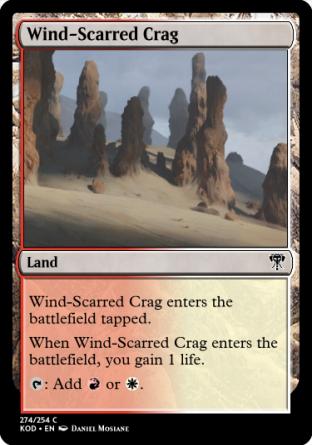 Wind-Scarred Crag
Land
Wind-Scarred Crag enters the
battlefield tapped.
When Wind-Scarred Crag enters the
battlefield, you gain 1 life.
: Add or .
274/254 C
KOD • EN Daniel Mosiane